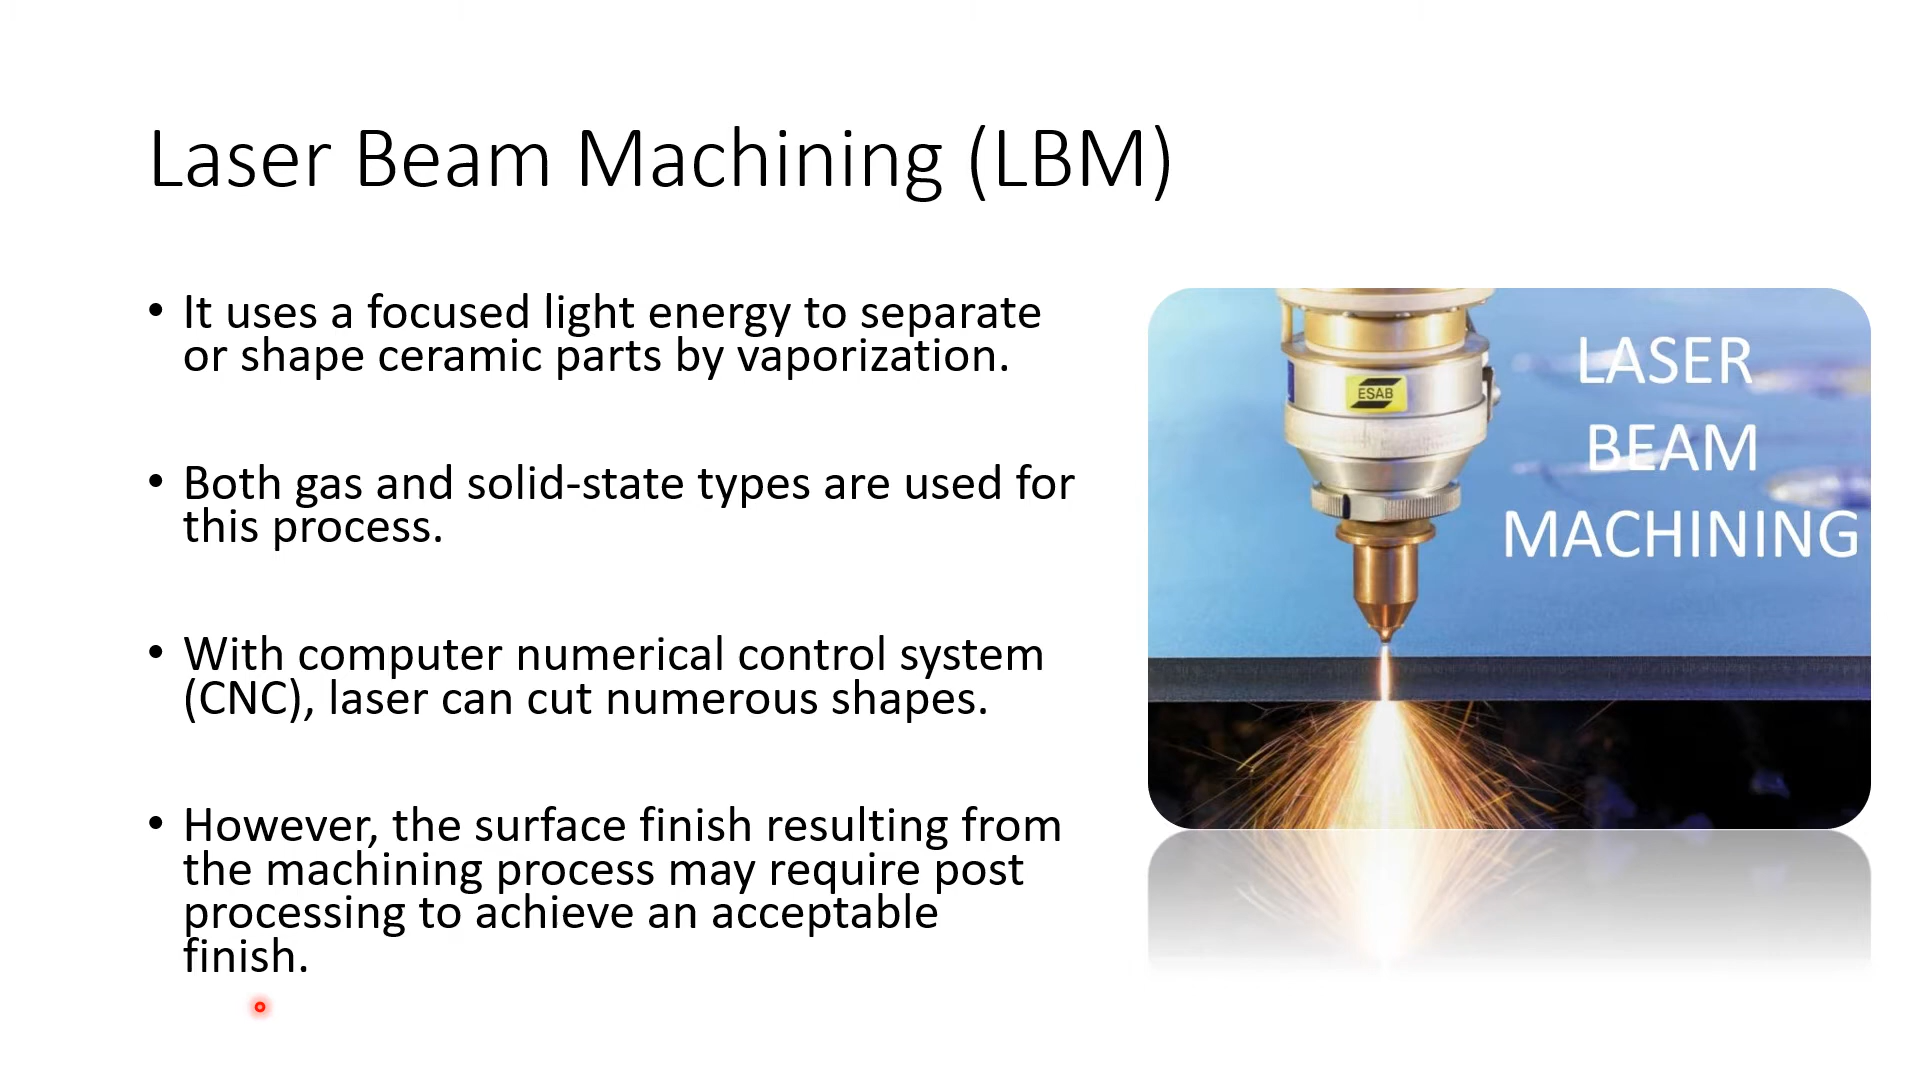 Laser Beam Machining (LBM)
• It uses a focused light energy to separate
or shape ceramic parts by vaporization.
• Both gas and solid-state types are used for
this process.
• With computer numerical control system
(CNC), laser can cut numerous shapes.
• However, the surface finish resulting from
the machining process may require post
processing to achieve an acceptable
finish.
ESAB
LASER
BEAM
MACHINING